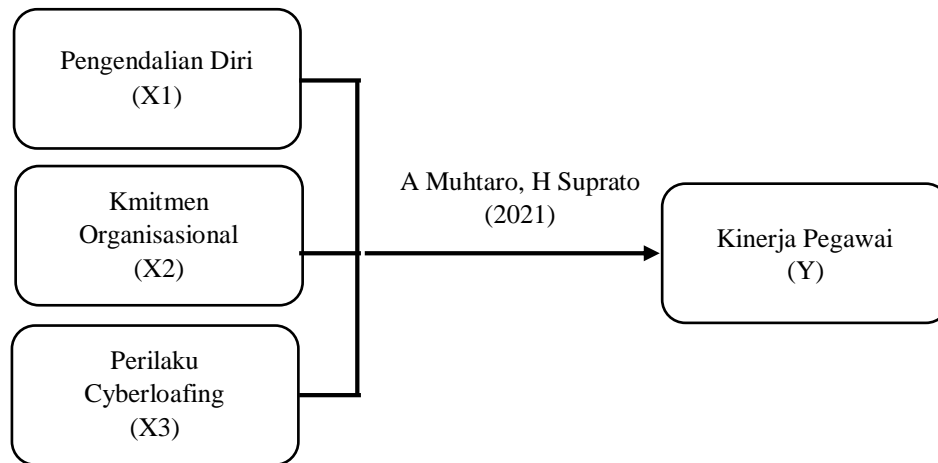 Pengendalian Diri
(X1)
Kmitmen
Organisasional
(X2)
Perilaku
Cyberloafing
(X3)
A Muhtaro, H Suprato
(2021)
Kinerja Pegawai
(Y)